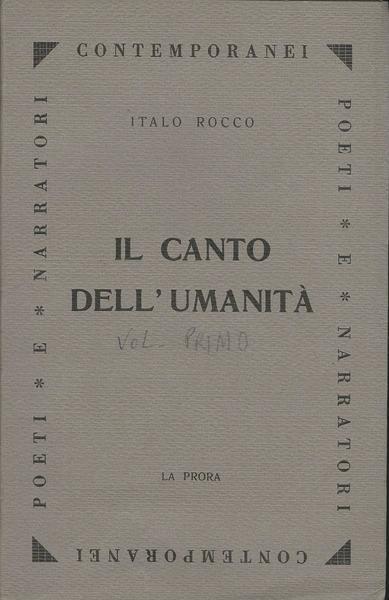 CONTEMPORANEI
ITALO ROCCO
POETI * E * NARRATORI
POETI * E * NARRATORI
IL CANTO
DELL'UMANITÀ
VOL. PRIMO
LA PRORA
CONTEMPORANEI